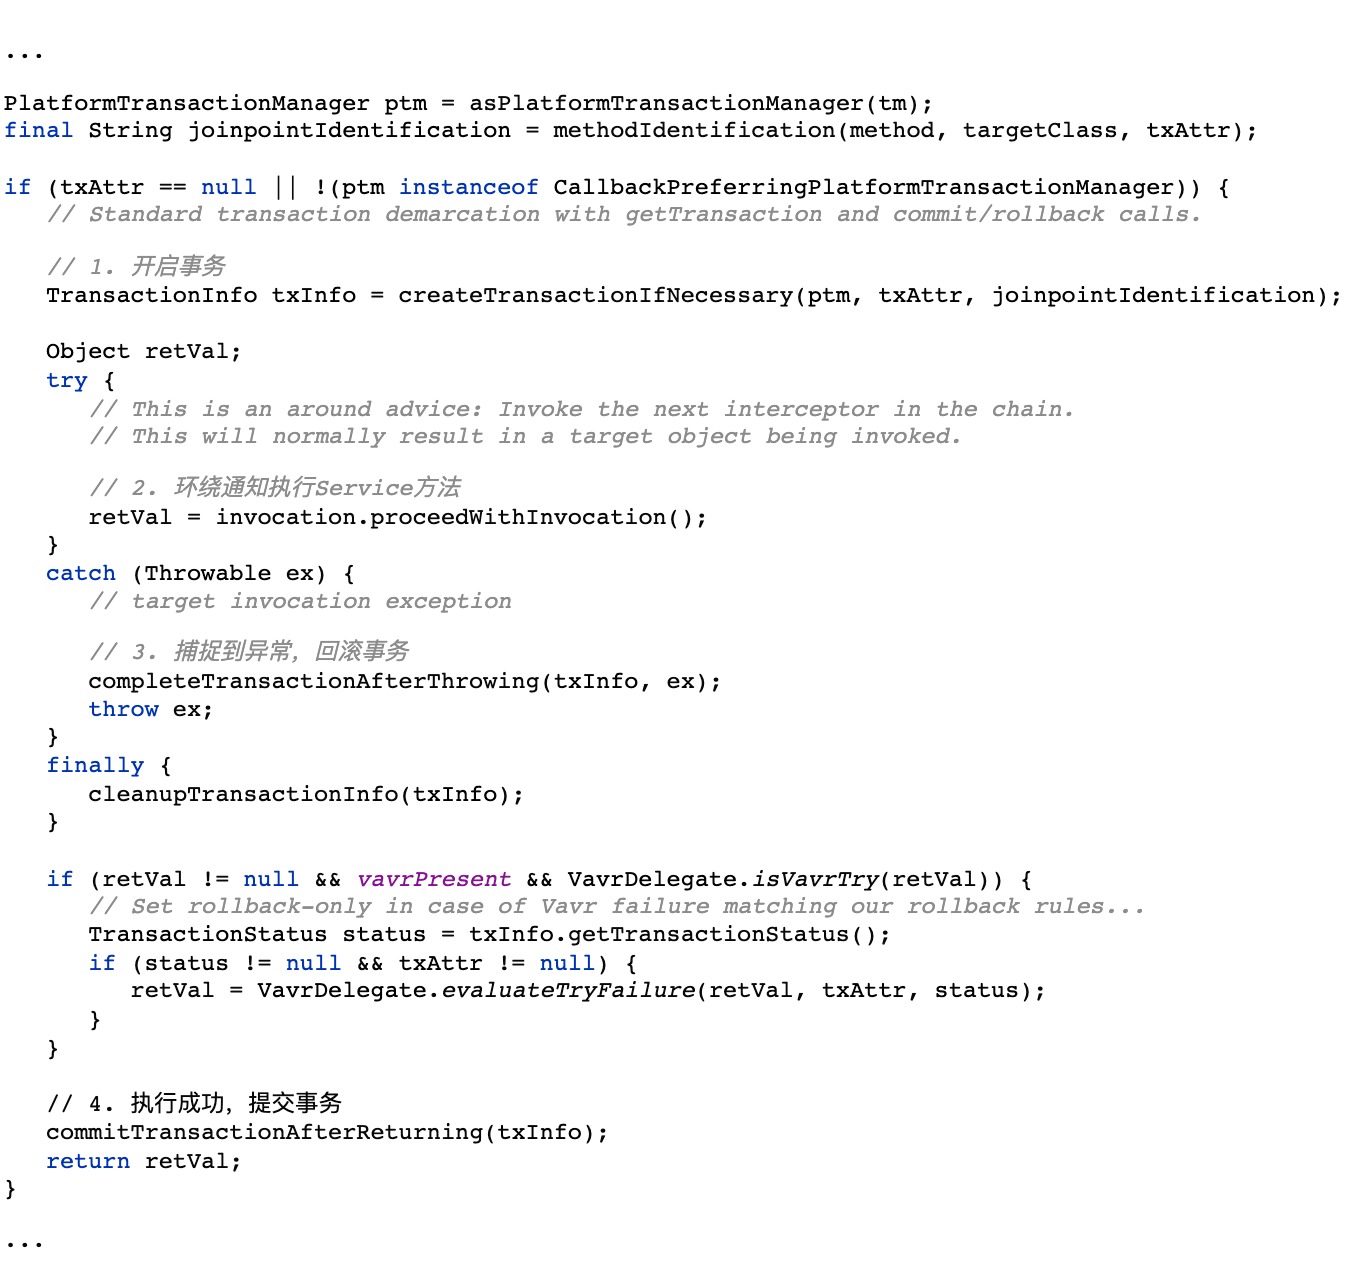 ...
PlatformTransactionManager ptm = asPlatformTransactionManager(tm);
final String joinpointIdentification = methodIdentification(method, targetClass, txAttr);
if (txAttr == null || !(ptm instanceof CallbackPreferringPlatformTransactionManager)) {
// Standard transaction demarcation with getTransaction and commit/rollback calls.
// 1. 开启事务
TransactionInfo txInfo = createTransactionIfNecessary(ptm, txAttr, joinpointIdentification);
Object retVal;
try {
// This is an around advice: Invoke the next interceptor in the chain.
// This will normally result in a target object being invoked.
// 2. 环绕通知执行Service方法
retVal = invocation.proceedWithInvocation();
}
catch (Throwable ex) {
// target invocation exception
// 3. 捕捉到异常，回滚事务
completeTransactionAfterThrowing(txInfo, ex);
throw ex;
}
finally {
cleanupTransactionInfo(txInfo);
}
if (retVal != null && vavrPresent && VavrDelegate.isVavrTry(retVal)) {
// Set rollback-only in case of Vavr failure matching our rollback rules...
TransactionStatus status = txInfo.getTransactionStatus();
if (status != null && txAttr != null) {
retVal = VavrDelegate.evaluateTryFailure(retVal, txAttr, status);
}
}
// 4. 执行成功，提交事务
commitTransactionAfterReturning(txInfo);
return retVal;
}
...